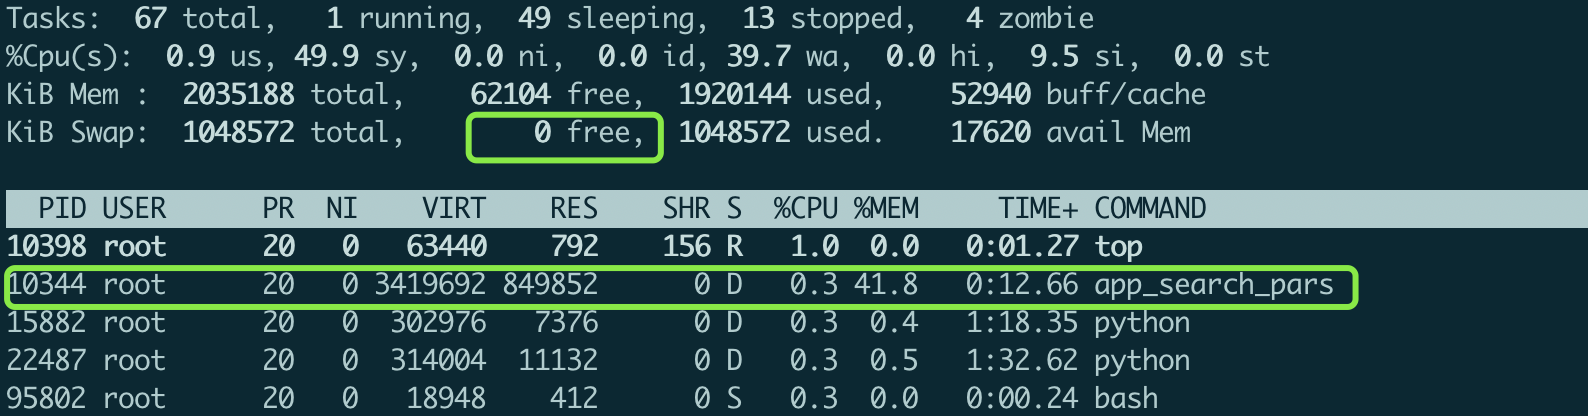 Tasks:  67 total,   1 running,  49 sleeping,  13 stopped,   4 zombie
%Cpu(s):  0.9 us, 49.9 sy,  0.0 ni,  0.0 id, 39.7 wa,  0.0 hi,  9.5 si,  0.0 st
KiB Mem :  2035188 total,    62104 free,  1920144 used,    52940 buff/cache
KiB Swap:  1048572 total,        0 free,  1048572 used.    17620 avail Mem
  PID USER      PR  NI    VIRT    RES    SHR S  %CPU %MEM     TIME+ COMMAND
10398 root      20   0   63440    792    156 R   1.0  0.0   0:01.27 top
10344 root      20   0 3419692 849852      0 D   0.3 41.8   0:12.66 app_search_pars
15882 root      20   0  302976   7376      0 D   0.3  0.4   1:18.35 python
22487 root      20   0  314004  11132      0 D   0.3  0.5   1:32.62 python
95802 root      20   0   18948    412      0 S   0.3  0.0   0:00.24 bash